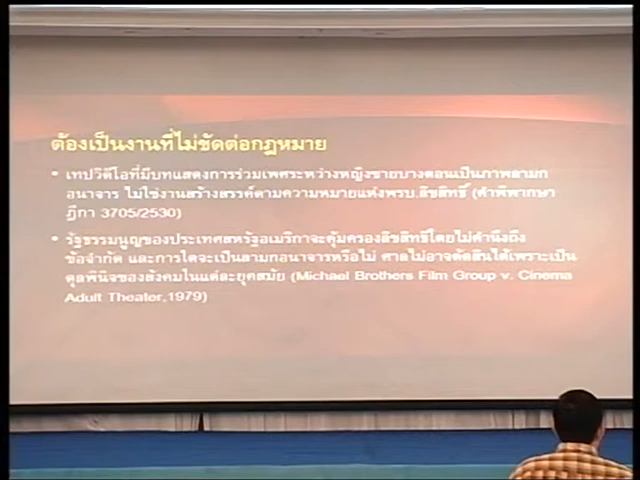 ต้องเป็นงานที่ไม่ขัดต่อกฎหมาย
• เทปวิดีโอที่มีบทแสดงการร่วมเพศระหว่างหญิงชายบางตอนเป็นภาพลามก
อนาจาร ไม่ใช่งานสร้างสรรค์ตามความหมายแห่งพรบ.ลิขสิทธิ์ (คำพิพากษา
ฎีกา 3705/2530)
• รัฐธรรมนูญของประเทศสหรัฐอเมริกาจะคุ้มครองลิขสิทธิ์โดยไม่คำนึงถึง
ข้อจำกัด และการใดจะเป็นลามกอนาจารหรือไม่ ศาลไม่อาจตัดสินได้เพราะเป็น
ดุลพินิจของสังคมในแต่ละยุคสมัย (Michael Brothers Film Group v. Cinema
Adult Theater,1979)